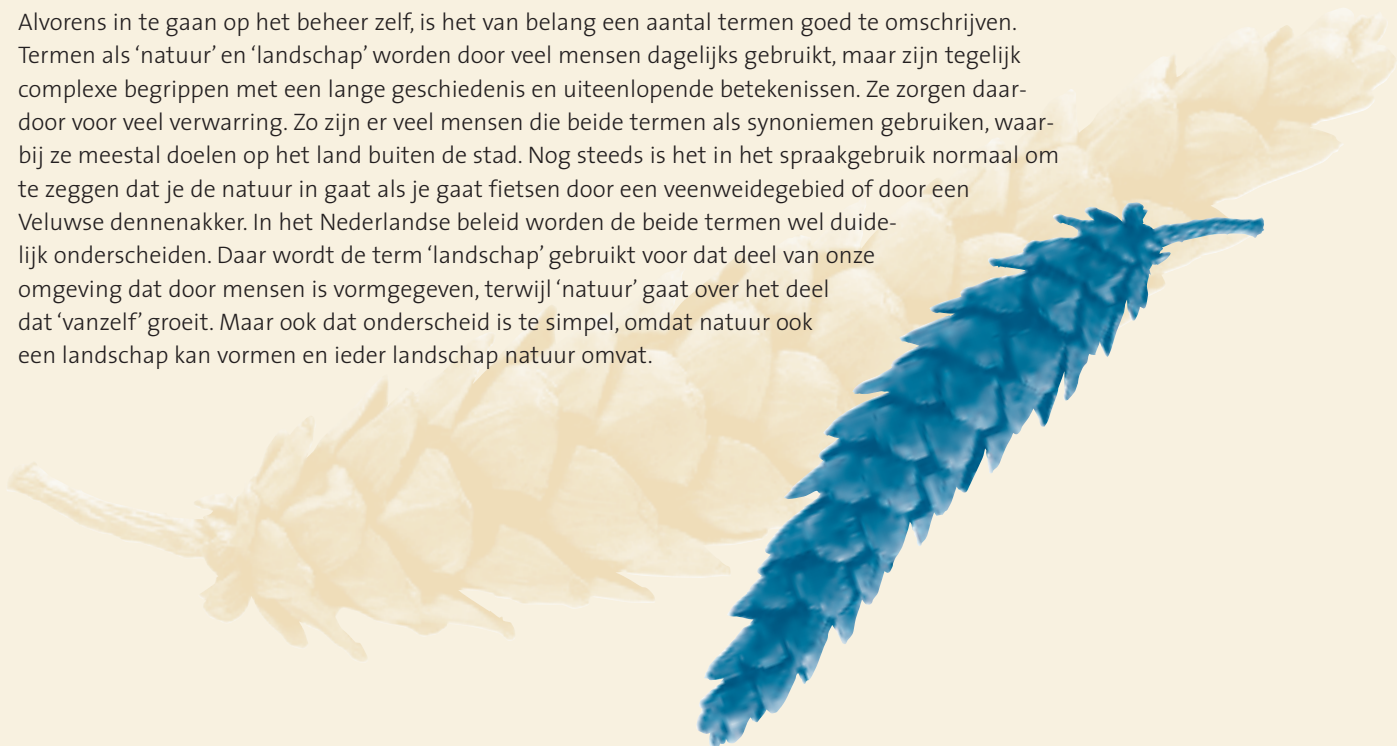 Alvorens in te gaan op het beheer zelf, is het van belang een aantal termen goed te omschrijven.
Termen als ‘natuur’ en ‘landschap’ worden door veel mensen dagelijks gebruikt, maar zijn tegelijk
complexe begrippen met een lange geschiedenis en uiteenlopende betekenissen. Ze zorgen daar-
door voor veel verwarring. Zo zijn er veel mensen die beide termen als synoniemen gebruiken, waar-
bij ze meestal doelen op het land buiten de stad. Nog steeds is het in het spraakgebruik normaal om
te zeggen dat je de natuur in gaat als je gaat fietsen door een veenweidegebied of door een
Veluwse dennenakker. In het Nederlandse beleid worden de beide termen wel duide-
lijk onderscheiden. Daar wordt de term ‘landschap’ gebruikt voor dat deel van onze
omgeving dat door mensen is vormgegeven, terwijl ‘natuur’ gaat over het deel
dat ‘vanzelf’ groeit. Maar ook dat onderscheid is te simpel, omdat natuur ook
een landschap kan vormen en ieder landschap natuur omvat.